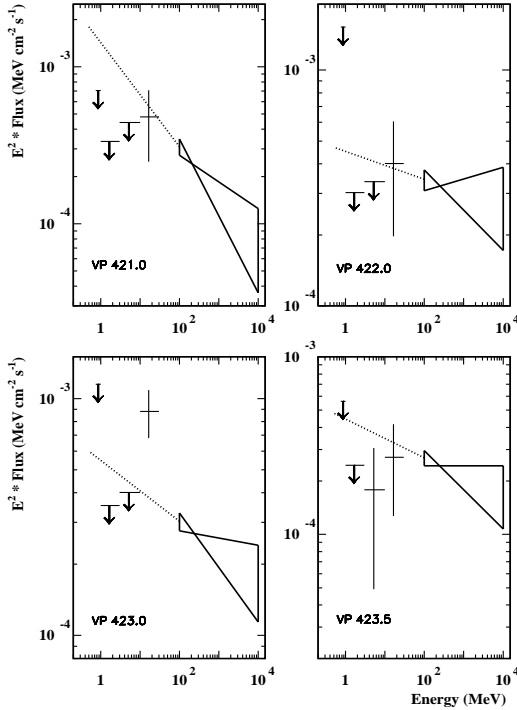 E² * Flux (MeV cm⁻² s⁻¹)
10⁻³
10⁻⁴
VP 421.0
1
10²
10⁴
10⁻³
10⁻⁴
VP 422.0
1
10²
10⁴
E² * Flux (MeV cm⁻² s⁻¹)
10⁻³
10⁻⁴
VP 423.0
1
10²
10⁴
10⁻³
10⁻⁴
VP 423.5
1
10²
10⁴
Energy (MeV)